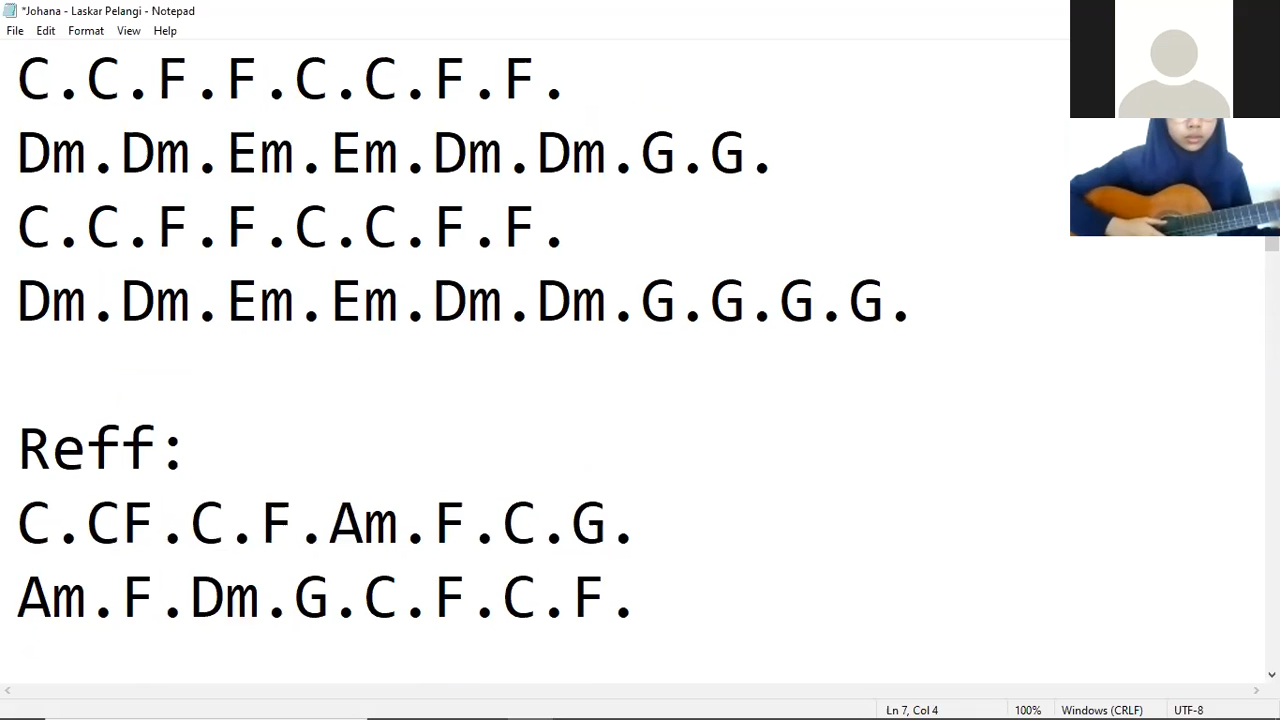 *Johana - Laskar Pelangi - Notepad
File Edit Format View Help
C.C.F.F.C.C.F.F.
Dm.Dm.Em.Em.Dm.Dm.G.G.
C.C.F.F.C.C.F.F.
Dm.Dm.Em.Em.Dm.Dm.G.G.G.G.
Reff:
C.CF.C.F.Am.F.C.G.
Am.F.Dm.G.C.F.C.F.
Ln 7, Col 4 100% Windows (CRLF) UTF-8